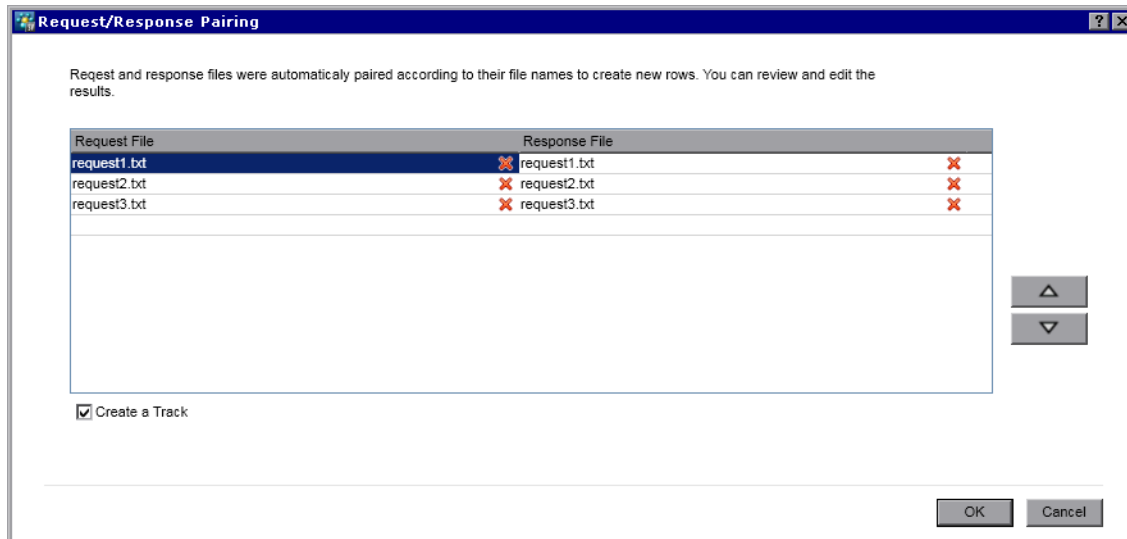 Request/Response Pairing
Reqest and response files were automaticaly paired according to their file names to create new rows. You can review and edit the
results.
Request File Response File
request1.txt request1.txt
request2.txt request2.txt
request3.txt request3.txt
Create a Track
OK Cancel